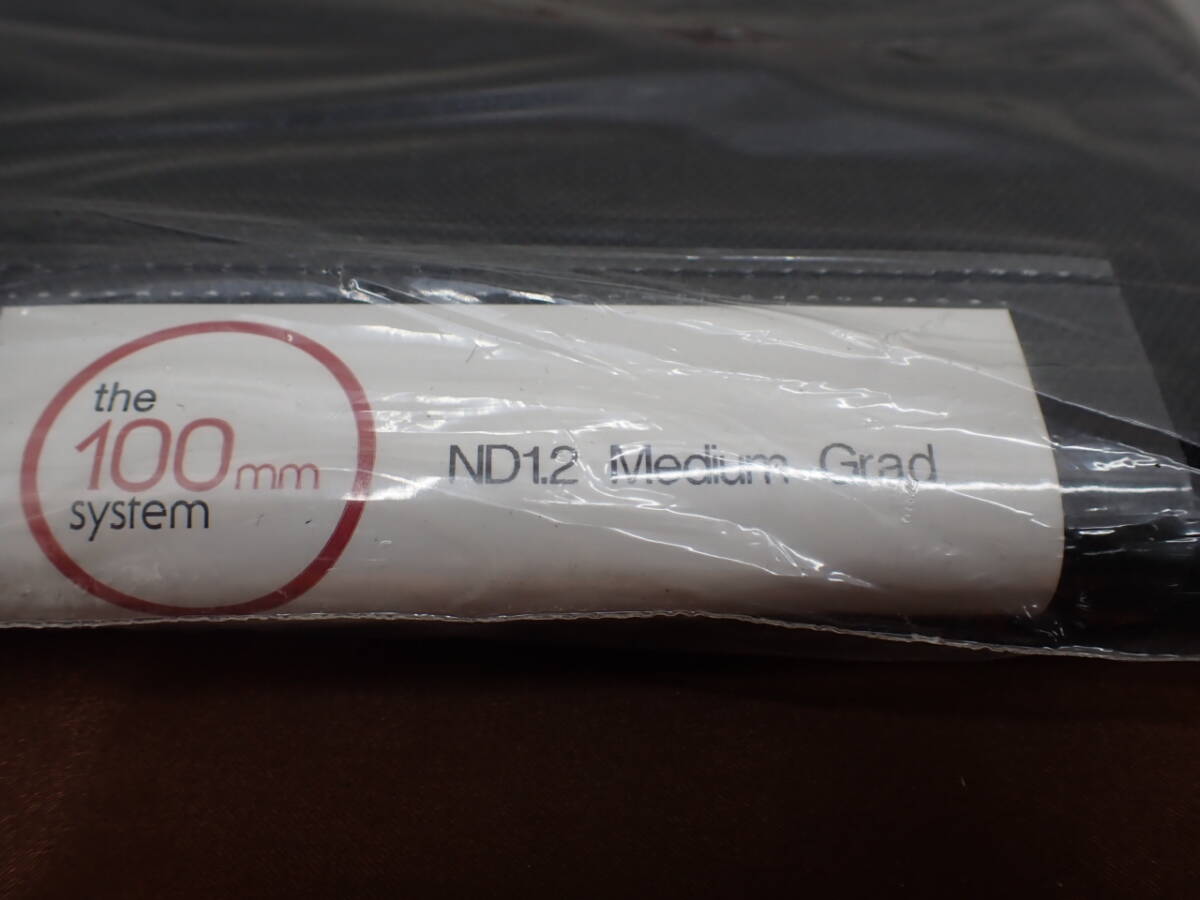 the
100mm
system
ND1.2 Medium Grad